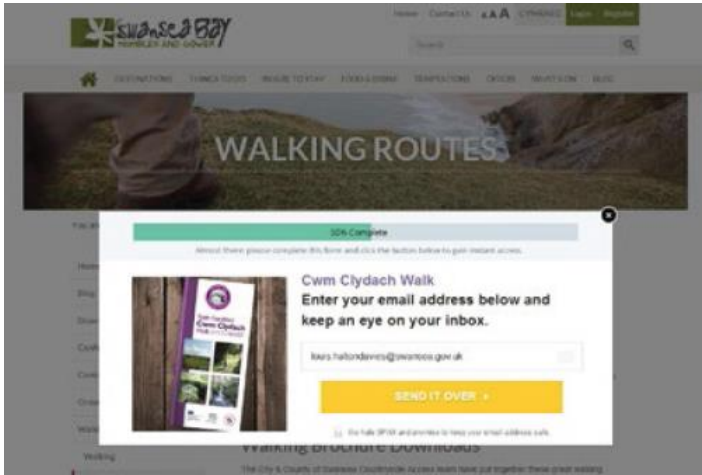 Home Contact Us A A A CYMRAEG Login Register
Swansea Bay
MUMBLES AND GOWER
Search
DESTINATIONS THINGS TO DO WHERE TO STAY FOOD & DRINK OFFERS WHAT'S ON BLOG
WALKING ROUTES
50% Complete
Almost there: please complete this form and click the button below to gain instant access.
Cwm Clydach Walk
Enter your email address below and
keep an eye on your inbox.
Cwm Clydach
SEND IT OVER
We hate SPAM and promise to keep your email address safe.
Home
Blog
Walking
Walking Brochure Downloads
The City & County of Swansea Countryside Access team have put together these great walking